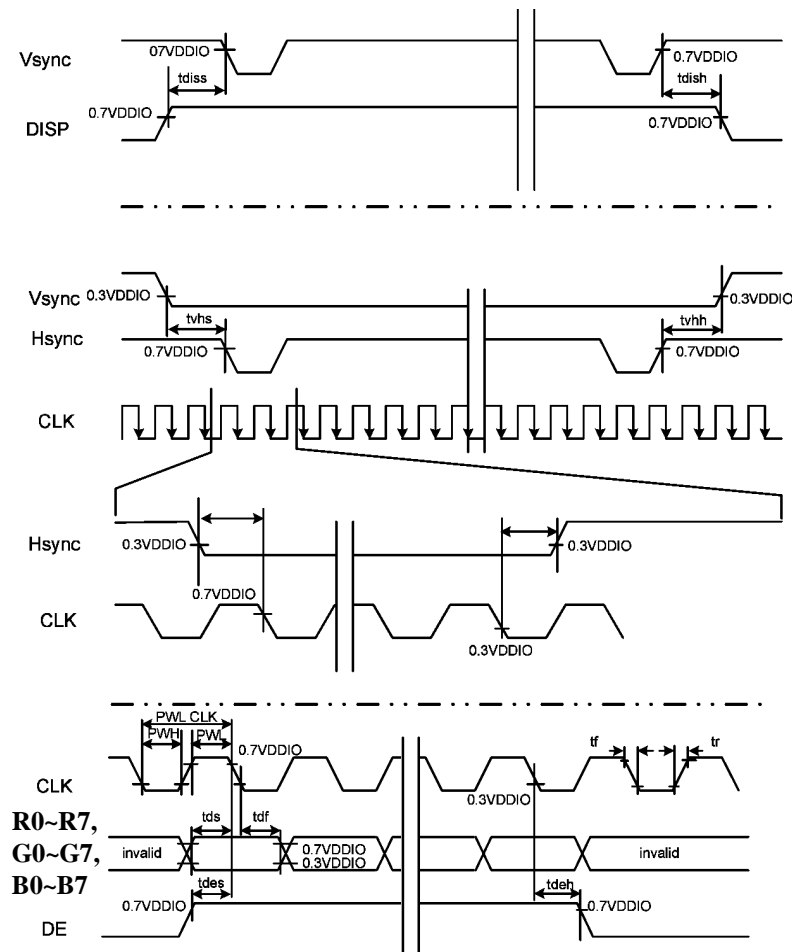 Vsync
07VDDIO
0.7VDDIO
tdiss
tdish
0.7VDDIO
0.7VDDIO
DISP
Vsync
0.3VDDIO
0.3VDDIO
tvhs
tvhh
Hsync
0.7VDDIO
0.7VDDIO
CLK
Hsync
0.3VDDIO
0.3VDDIO
0.7VDDIO
CLK
0.3VDDIO
PWL CLK
PWH
PWL
0.7VDDIO
tf
tr
CLK
0.3VDDIO
R0~R7,
G0~G7,
B0~B7
tds
tdf
invalid
0.7VDDIO
0.3VDDIO
invalid
tdes
tdeh
0.7VDDIO
0.7VDDIO
DE